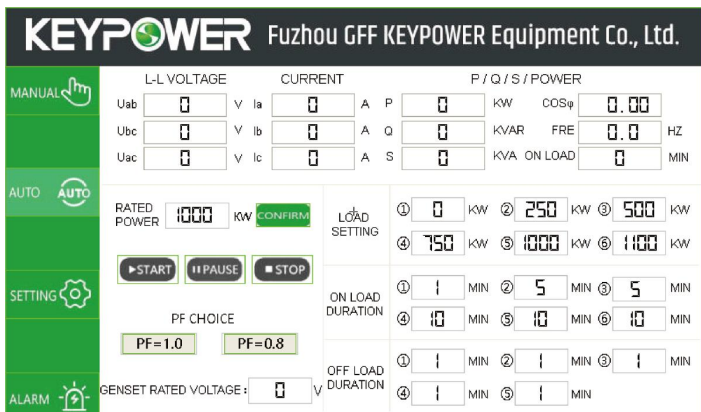 KEYPOWER Fuzhou GFF KEYPOWER Equipment Co., Ltd.
MANUAL
AUTO AUTO
SETTING
ALARM
L-L VOLTAGE CURRENT P / Q / S / POWER
Uab 0 V Ia 0 A P 0 KW COSφ 0.00
Ubc 0 V Ib 0 A Q 0 KVAR FRE 0.0 HZ
Uac 0 V Ic 0 A S 0 KVA ON LOAD 0 MIN
RATED POWER 1000 KW CONFIRM
START PAUSE STOP
PF CHOICE
PF=1.0 PF=0.8
GENSET RATED VOLTAGE: 0 V
LOAD SETTING
① 0 KW ② 250 KW ③ 500 KW
④ 750 KW ⑤ 1000 KW ⑥ 1100 KW
ON LOAD DURATION
① 1 MIN ② 5 MIN ③ 5 MIN
④ 10 MIN ⑤ 10 MIN ⑥ 10 MIN
OFF LOAD DURATION
① 1 MIN ② 1 MIN ③ 1 MIN
④ 1 MIN ⑤ 1 MIN